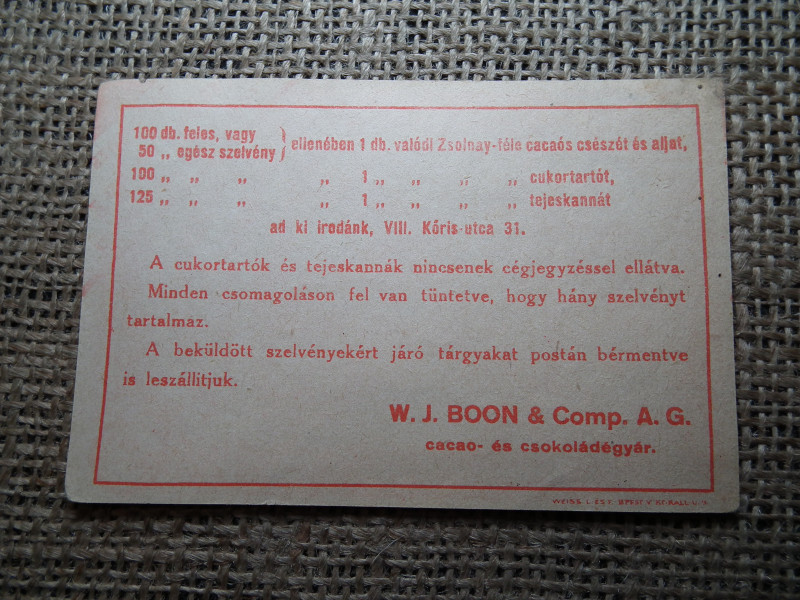 100 db. feles, vagy
50 „ egész szelvény } ellenében 1 db. valódi Zsolnay-féle cacaós csészét és aljat,
100 „ „ „ „ 1 „ „ „ „ cukortartót,
125 „ „ „ „ 1 „ „ „ „ tejeskannát
ad ki irodánk, VIII. Kőris-utca 31.
A cukortartók és tejeskannák nincsenek cégjegyzéssel ellátva.
Minden csomagoláson fel van tüntetve, hogy hány szelvényt
tartalmaz.
A beküldött szelvényekért járó tárgyakat postán bérmentve
is leszállitjuk.
W. J. BOON & Comp. A. G.
cacao- és csokoládégyár.
WEISS L.